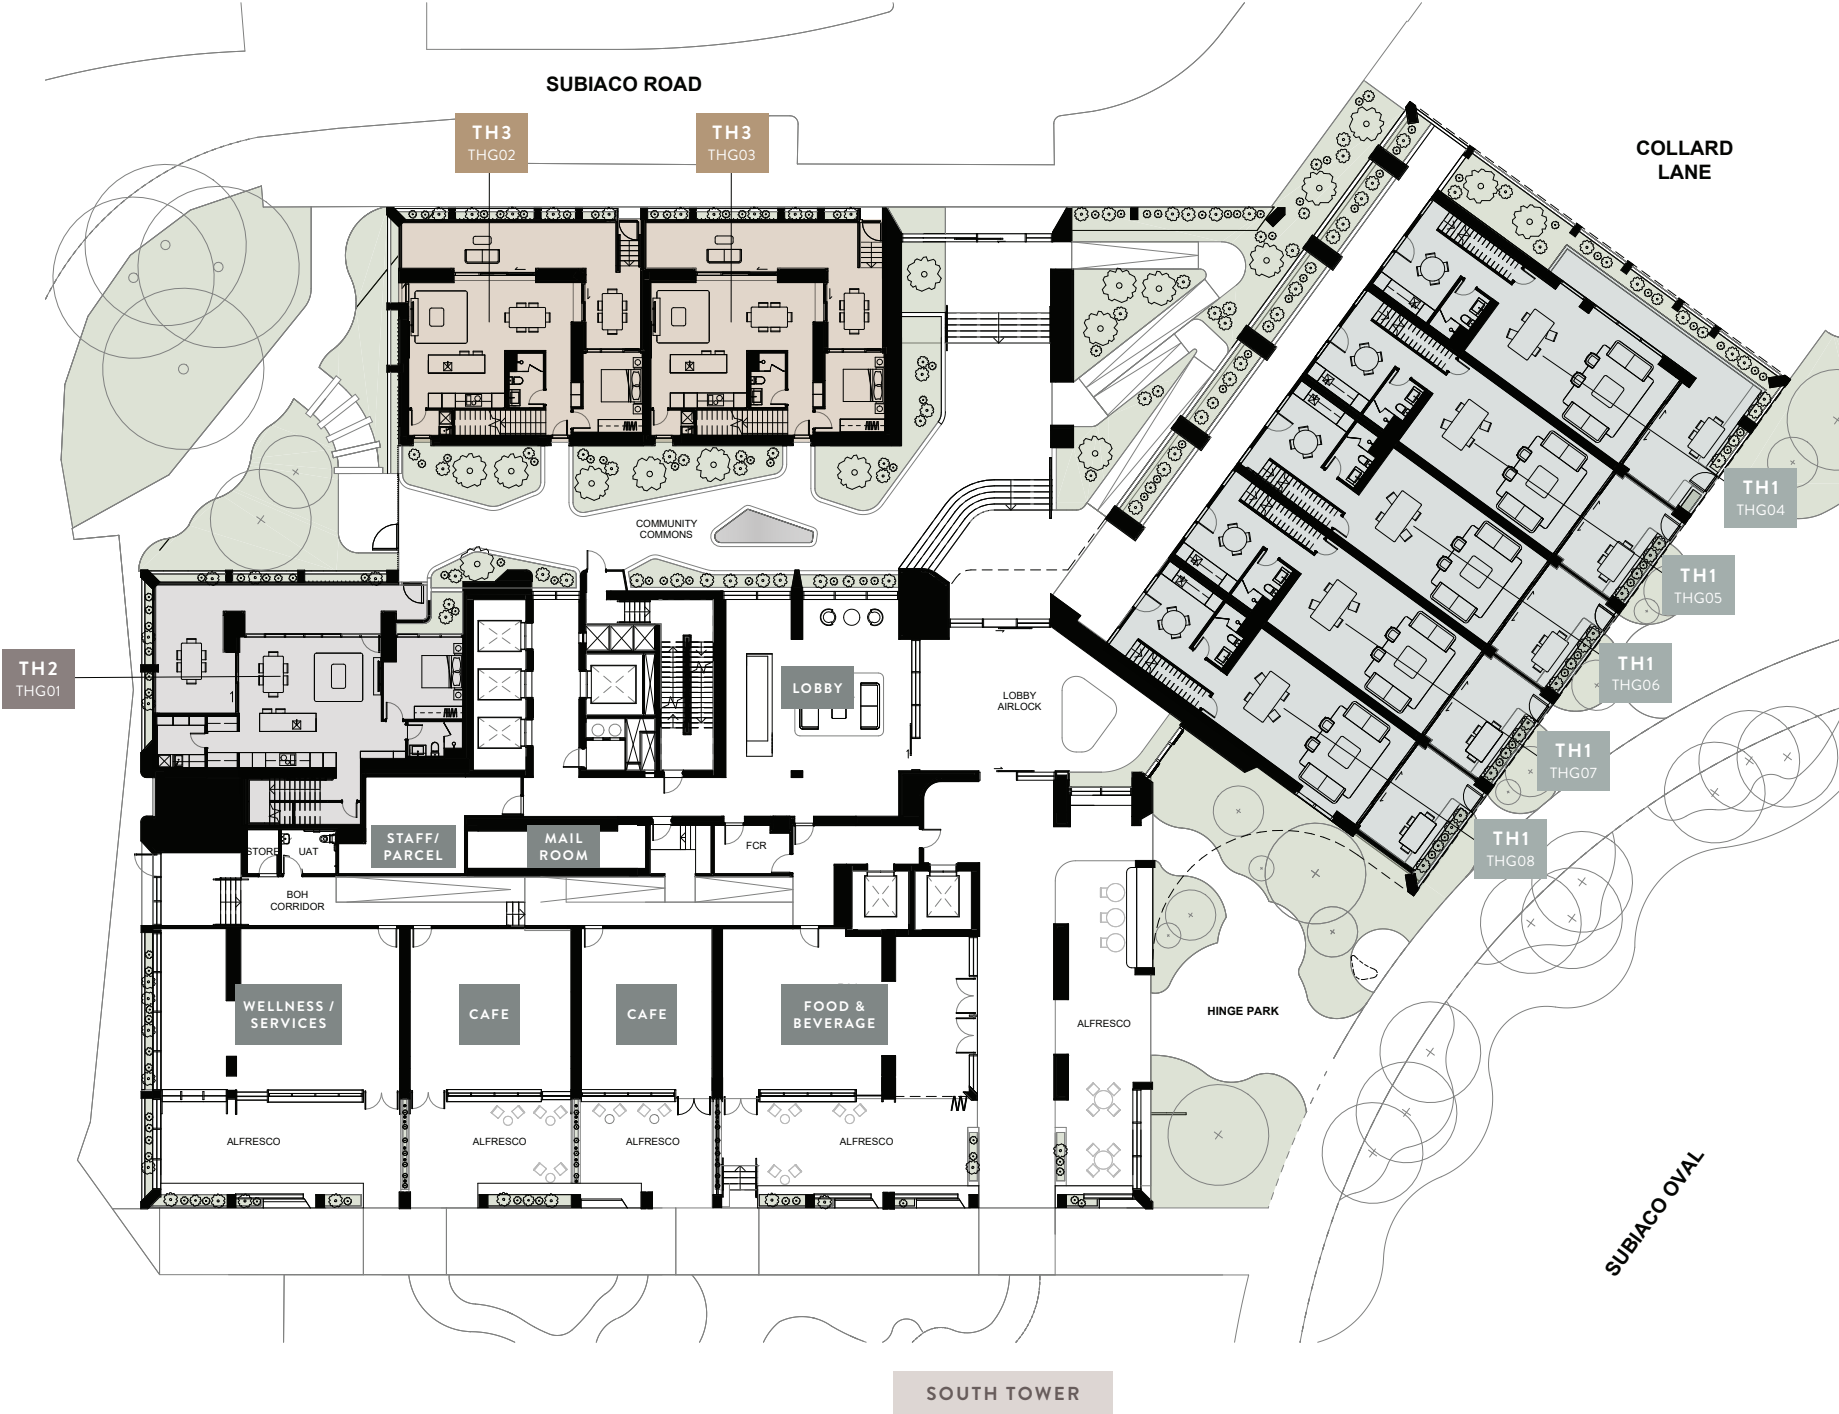 SUBIACO ROAD
TH3
THG02
TH3
THG03
COLLARD
LANE
COMMUNITY
COMMONS
TH1
THG04
TH1
THG05
TH1
THG06
TH2
THG01
LOBBY
LOBBY
AIRLOCK
TH1
THG07
TH1
THG08
STAFF/
PARCEL
MAIL
ROOM
STORE
UAT
FCR
BOH
CORRIDOR
WELLNESS /
SERVICES
CAFE
CAFE
FOOD &
BEVERAGE
ALFRESCO
HINGE PARK
ALFRESCO
ALFRESCO
ALFRESCO
ALFRESCO
SUBIACO OVAL
SOUTH TOWER